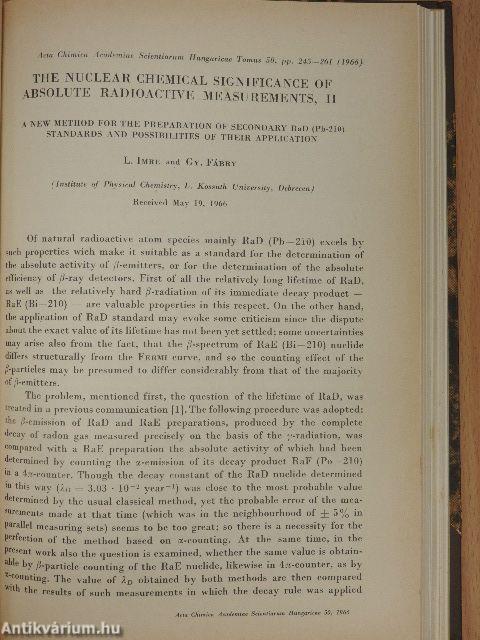 Acta Chimica Academiae Scientiarum Hungaricae Tomus 50, pp. 245—261 (1966)
THE NUCLEAR CHEMICAL SIGNIFICANCE OF
ABSOLUTE RADIOACTIVE MEASUREMENTS, II
A NEW METHOD FOR THE PREPARATION OF SECONDARY RaD (Pb-210)
STANDARDS AND POSSIBILITIES OF THEIR APPLICATION
L. IMRE and GY. FÁBRY
(Institute of Physical Chemistry, L. Kossuth University, Debrecen)
Received May 19, 1966
Of natural radioactive atom species mainly RaD (Pb—210) excels by
such properties wich make it suitable as a standard for the determination of
the absolute activity of β-emitters, or for the determination of the absolute
efficiency of β-ray detectors. First of all the relatively long lifetime of RaD,
as well as the relatively hard β-radiation of its immediate decay product —
RaE (Bi—210) — are valuable properties in this respect. On the other hand,
the application of RaD standard may evoke some criticism since the dispute
about the exact value of its lifetime has not been yet settled; some uncertainties
may arise also from the fact, that the β-spectrum of RaE (Bi—210) nuclide
differs structurally from the FERMI curve, and so the counting effect of the
β-particles may be presumed to differ considerably from that of the majority
of β-emitters.
The problem, mentioned first, the question of the lifetime of RaD, was
treated in a previous communication [1]. The following procedure was adopted:
the β-emission of RaD and RaE preparations, produced by the complete
decay of radon gas measured precisely on the basis of the γ-radiation, was
compared with a RaE preparation the absolute activity of which had been
determined by counting the α-emission of its decay product RaF (Po—210)
in a 4π-counter. Though the decay constant of the RaD nuclide determined
in this way (λD = 3.03 · 10⁻² year⁻¹) was close to the most probable value
determined by the usual classical method, yet the probable error of the mea-
surements made at that time (which was in the neighbourhood of ± 5% in
parallel measuring sets) seems to be too great; so there is a necessity for the
perfection of the method based on α-counting. At the same time, in the
present work also the question is examined, whether the same value is obtain-
able by β-particle counting of the RaE nuclide, likewise in 4π-counter, as by
α-counting. The value of λD obtained by both methods are then compared
with the results of such measurements in which the decay rule was applied
Acta Chimica Academiae Scientiarum Hungaricae 50, 1966
Antikvárium.hu